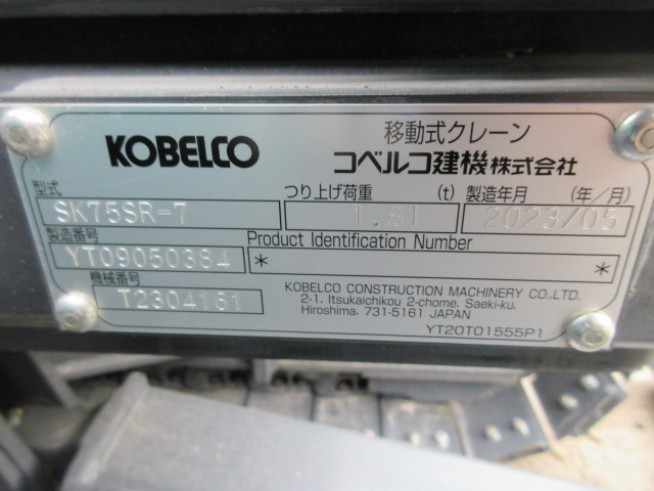 KOBELCO
移動式クレーン
コベルコ建機株式会社
型式
つり上げ荷重 (t)
製造年月 (年/月)
SK75SR-7
2023/05
製造番号
Product Identification Number
YT09050384
* *
機械番号
T2304161
KOBELCO CONSTRUCTION MACHINERY CO.,LTD.
2-1, Itsukaichikou 2-chome, Saeki-ku,
Hiroshima, 731-5161 JAPAN
YT20T01555P1